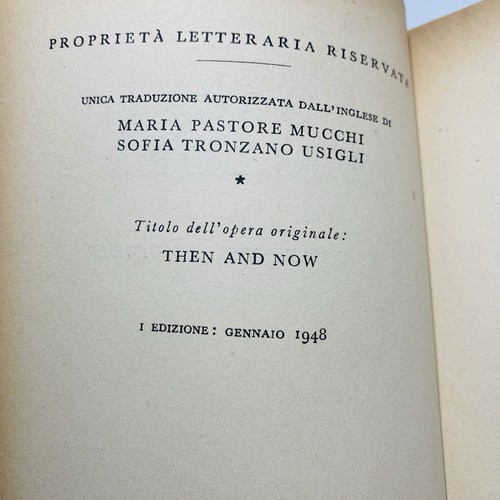 PROPRIETÀ LETTERARIA RISERVATA
UNICA TRADUZIONE AUTORIZZATA DALL'INGLESE DI
MARIA PASTORE MUCCHI
SOFIA TRONZANO USIGLI
*
Titolo dell'opera originale:
THEN AND NOW
I EDIZIONE: GENNAIO 1948